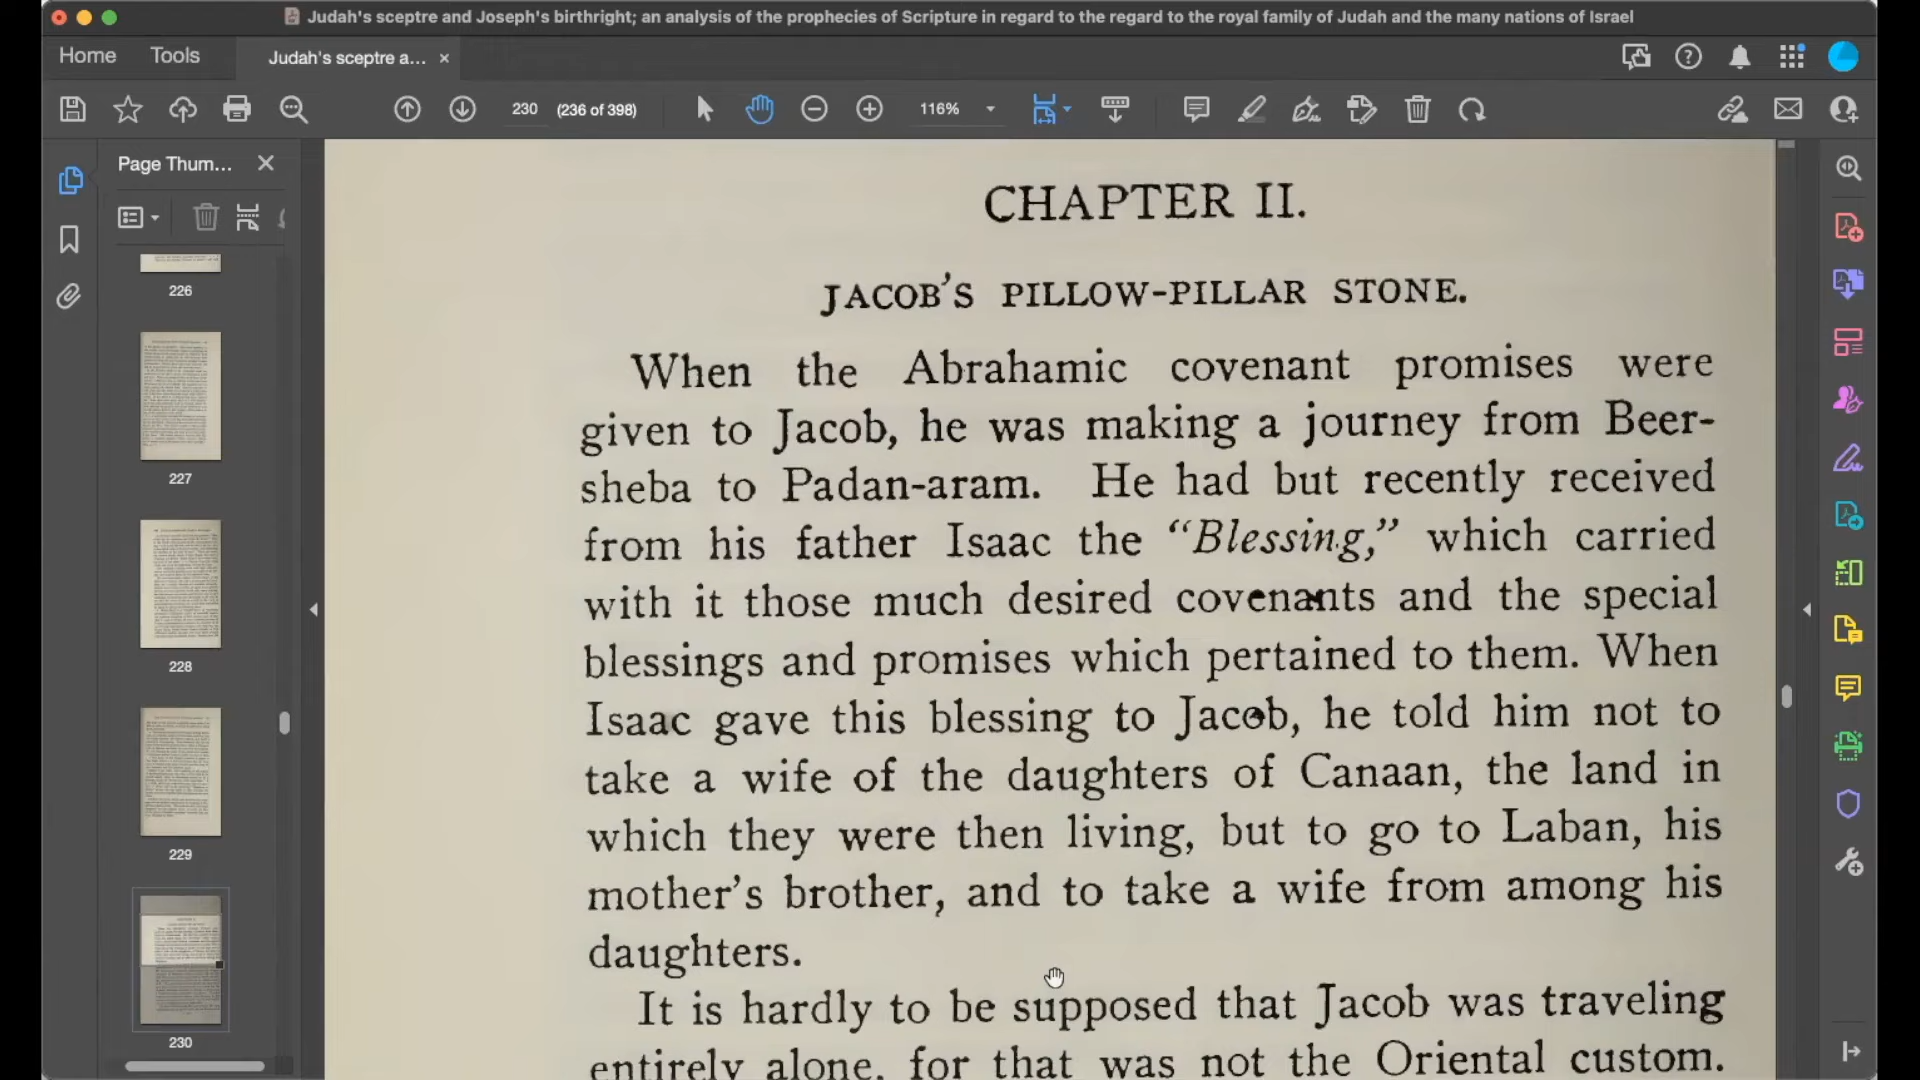 Judah's sceptre and Joseph's birthright; an analysis of the prophecies of Scripture in regard to the regard to the royal family of Judah and the many nations of Israel
Home Tools Judah's sceptre a...
230 (236 of 398) 116%
Page Thum...
226
227
228
229
230
CHAPTER II.
JACOB'S PILLOW-PILLAR STONE.
When the Abrahamic covenant promises were
given to Jacob, he was making a journey from Beer-
sheba to Padan-aram. He had but recently received
from his father Isaac the "Blessing," which carried
with it those much desired covenants and the special
blessings and promises which pertained to them. When
Isaac gave this blessing to Jacob, he told him not to
take a wife of the daughters of Canaan, the land in
which they were then living, but to go to Laban, his
mother's brother, and to take a wife from among his
daughters.
It is hardly to be supposed that Jacob was traveling
entirely alone, for that was not the Oriental custom.